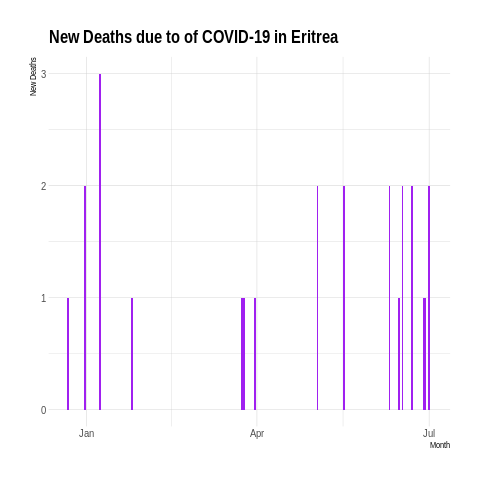 New Deaths due to of COVID-19 in Eritrea
New Deaths
3
2
1
0
Jan Apr Jul
Month